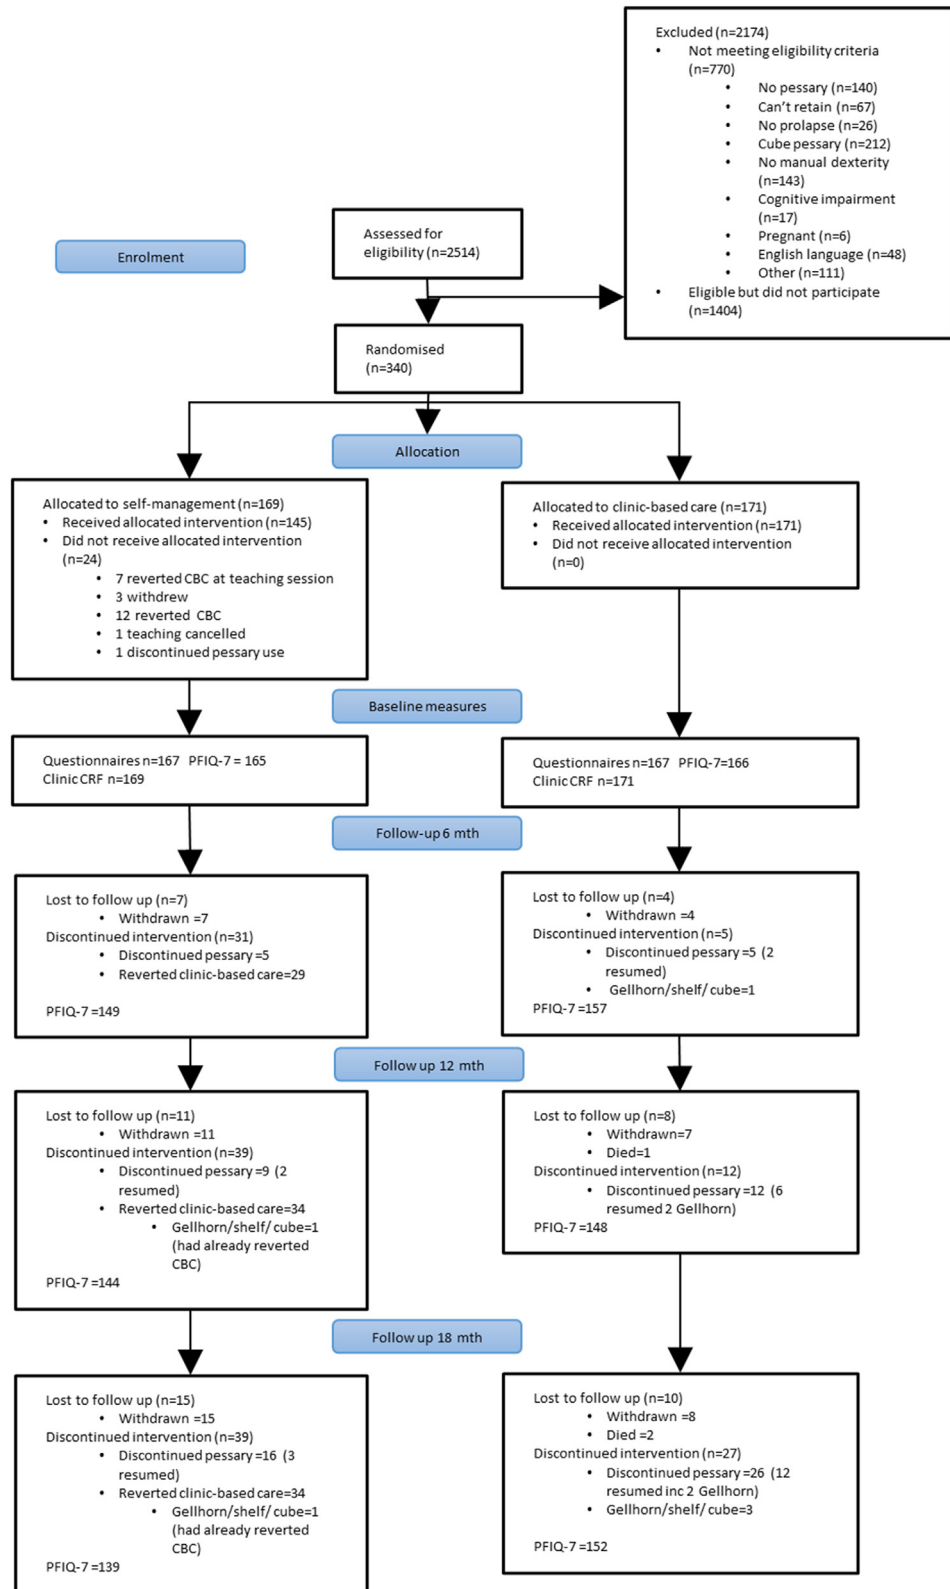 Excluded (n=2174)
• Not meeting eligibility criteria
(n=770)
• No pessary (n=140)
• Can't retain (n=67)
• No prolapse (n=26)
• Cube pessary (n=212)
• No manual dexterity
(n=143)
• Cognitive impairment
(n=17)
• Pregnant (n=6)
• English language (n=48)
• Other (n=111)
• Eligible but did not participate
(n=1404)
Enrolment
Assessed for
eligibility (n=2514)
Randomised
(n=340)
Allocation
Allocated to self-management (n=169)
• Received allocated intervention (n=145)
• Did not receive allocated intervention
(n=24)
• 7 reverted CBC at teaching session
• 3 withdrew
• 12 reverted CBC
• 1 teaching cancelled
• 1 discontinued pessary use
Allocated to clinic-based care (n=171)
• Received allocated intervention (n=171)
• Did not receive allocated intervention
(n=0)
Baseline measures
Questionnaires n=167 PFIQ-7 = 165
Clinic CRF n=169
Questionnaires n=167 PFIQ-7=166
Clinic CRF n=171
Follow-up 6 mth
Lost to follow up (n=7)
• Withdrawn =7
Discontinued intervention (n=31)
• Discontinued pessary =5
• Reverted clinic-based care=29
PFIQ-7 =149
Lost to follow up (n=4)
• Withdrawn =4
Discontinued intervention (n=5)
• Discontinued pessary =5 (2
resumed)
• Gellhorn/shelf/ cube=1
PFIQ-7 =157
Follow up 12 mth
Lost to follow up (n=11)
• Withdrawn =11
Discontinued intervention (n=39)
• Discontinued pessary =9 (2
resumed)
• Reverted clinic-based care=34
• Gellhorn/shelf/ cube=1
(had already reverted
CBC)
PFIQ-7 =144
Lost to follow up (n=8)
• Withdrawn=7
• Died=1
Discontinued intervention (n=12)
• Discontinued pessary =12 (6
resumed 2 Gellhorn)
PFIQ-7 =148
Follow up 18 mth
Lost to follow up (n=15)
• Withdrawn =15
Discontinued intervention (n=39)
• Discontinued pessary =16 (3
resumed)
• Reverted clinic-based care=34
• Gellhorn/shelf/ cube=1
(had already reverted
CBC)
PFIQ-7 =139
Lost to follow up (n=10)
• Withdrawn =8
• Died =2
Discontinued intervention (n=27)
• Discontinued pessary =26 (12
resumed inc 2 Gellhorn)
• Gellhorn/shelf/ cube=3
PFIQ-7 =152